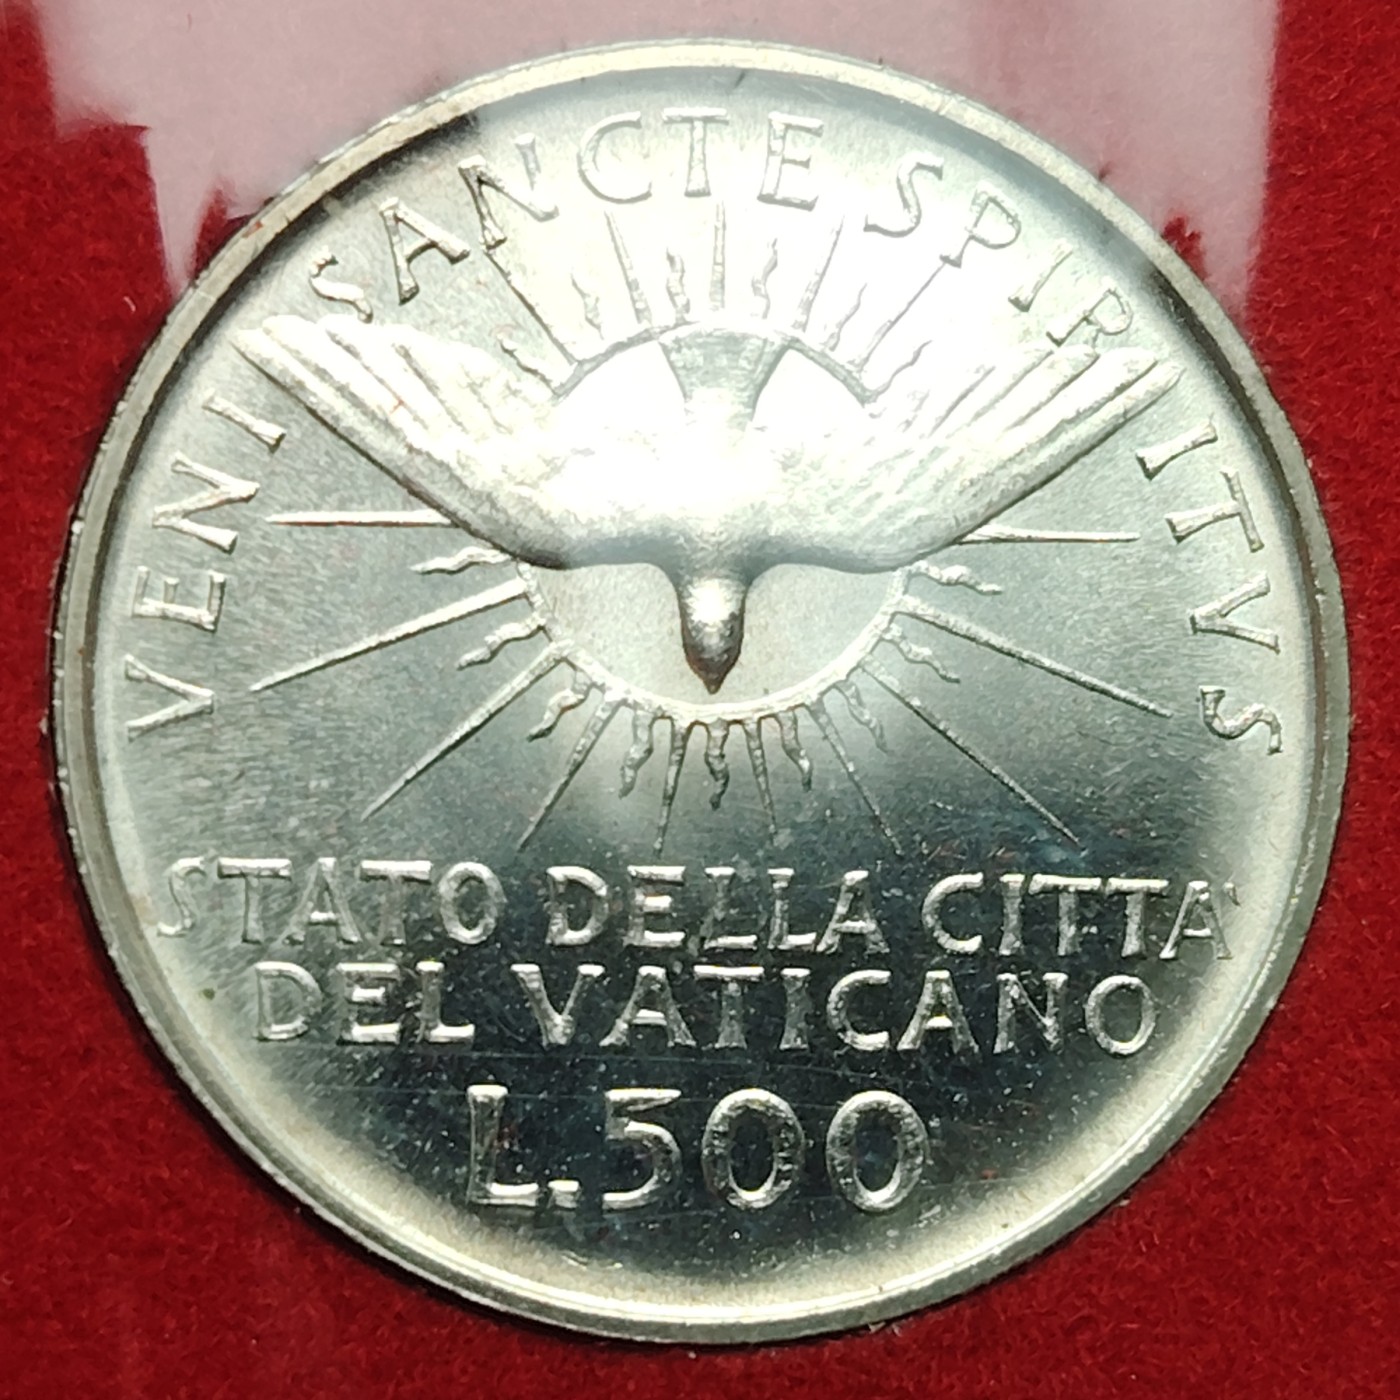 VENI SANCTE SPIRITVS
STATO DELLA CITTA'
DEL VATICANO
L.500